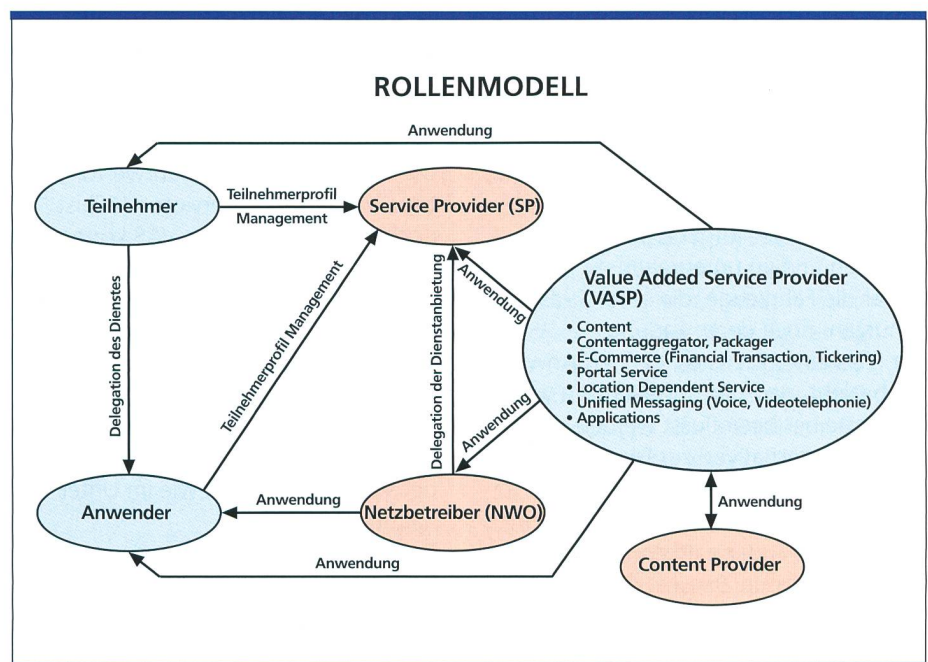 ROLLENMODELL
Anwendung
Teilnehmer
Teilnehmerprofil
Management
Service Provider (SP)
Delegation des Dienstes
Teilnehmerprofil Management
Delegation der Dienstanbietung
Anwendung
Anwendung
Value Added Service Provider
(VASP)
• Content
• Contentaggregator, Packager
• E-Commerce (Financial Transaction, Tickering)
• Portal Service
• Location Dependent Service
• Unified Messaging (Voice, Videotelephonie)
• Applications
Anwender
Anwendung
Netzbetreiber (NWO)
Anwendung
Anwendung
Content Provider